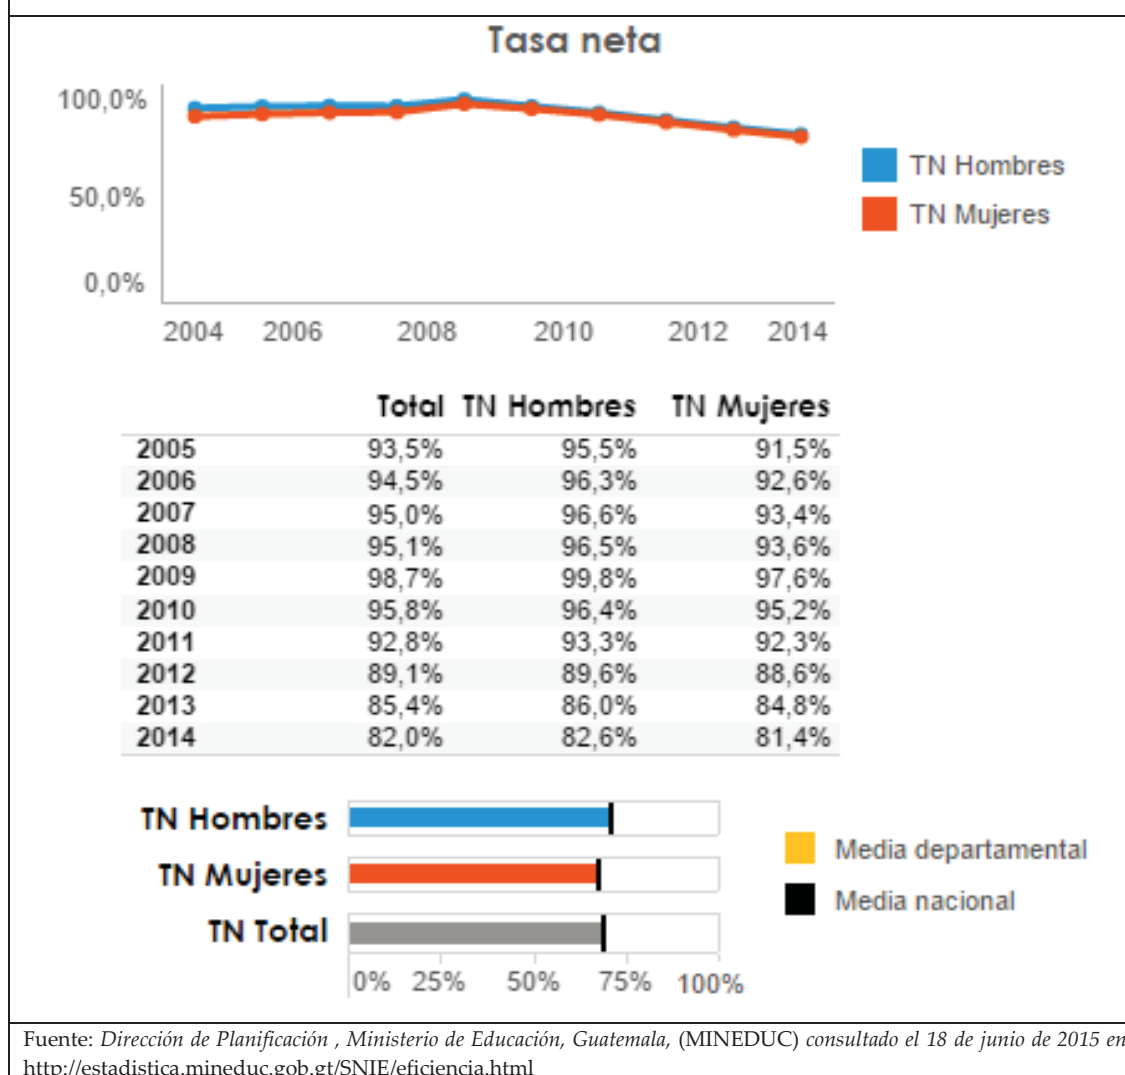 Tasa neta
100,0%
50,0%
0,0%
2004 2006 2008 2010 2012 2014
TN Hombres
TN Mujeres
Total TN Hombres TN Mujeres
2005 93,5% 95,5% 91,5%
2006 94,5% 96,3% 92,6%
2007 95,0% 96,6% 93,4%
2008 95,1% 96,5% 93,6%
2009 98,7% 99,8% 97,6%
2010 95,8% 96,4% 95,2%
2011 92,8% 93,3% 92,3%
2012 89,1% 89,6% 88,6%
2013 85,4% 86,0% 84,8%
2014 82,0% 82,6% 81,4%
TN Hombres
TN Mujeres
TN Total
0% 25% 50% 75% 100%
Media departamental
Media nacional
Fuente: Dirección de Planificación , Ministerio de Educación, Guatemala, (MINEDUC) consultado el 18 de junio de 2015 en
http://estadistica.mineduc.gob.gt/SNIE/eficiencia.html